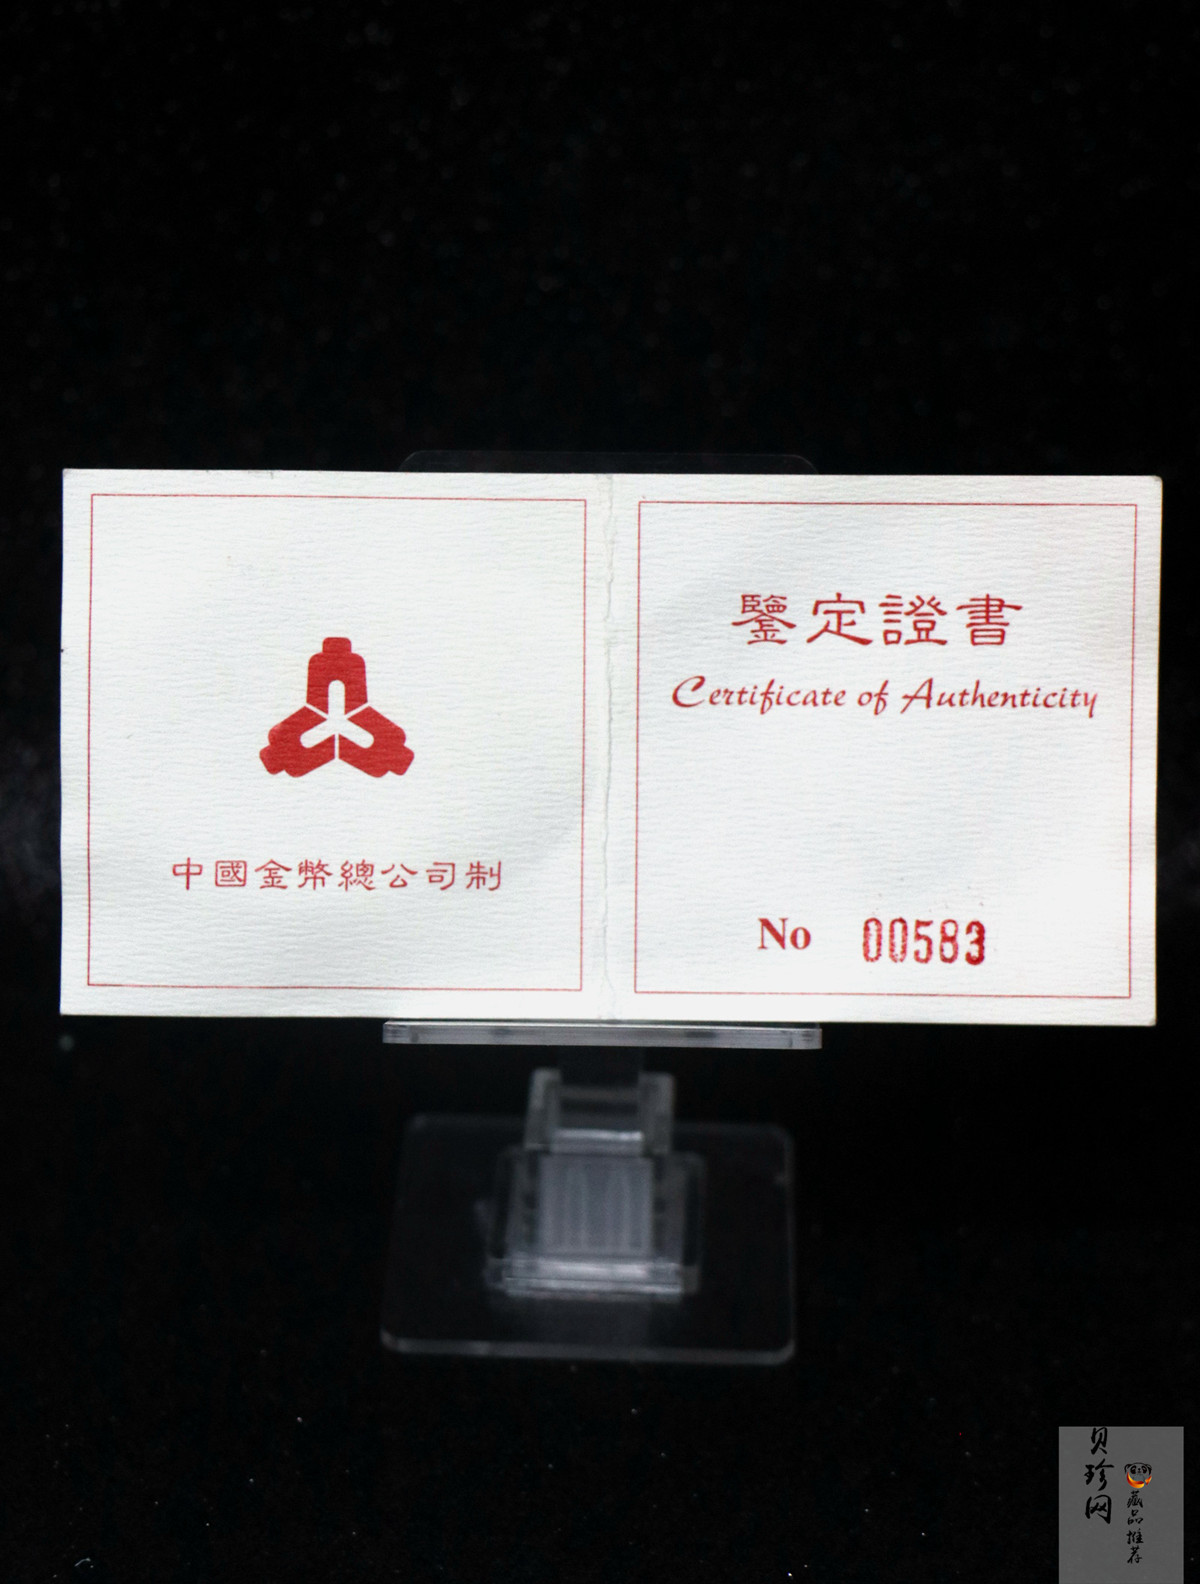 中國金幣總公司制
鑒定證書
Certificate of Authenticity
No 00583
贝珍网
藏品推荐